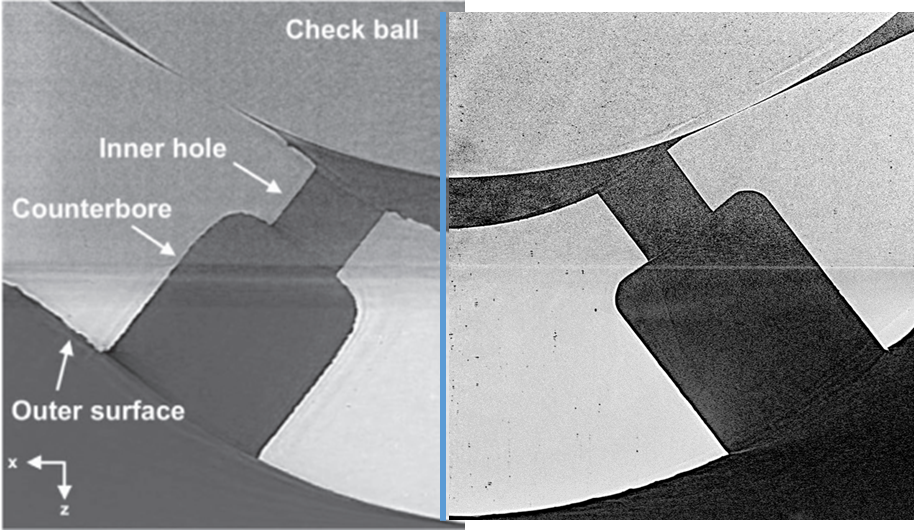 Check ball
Inner hole
Counterbore
Outer surface
x
z